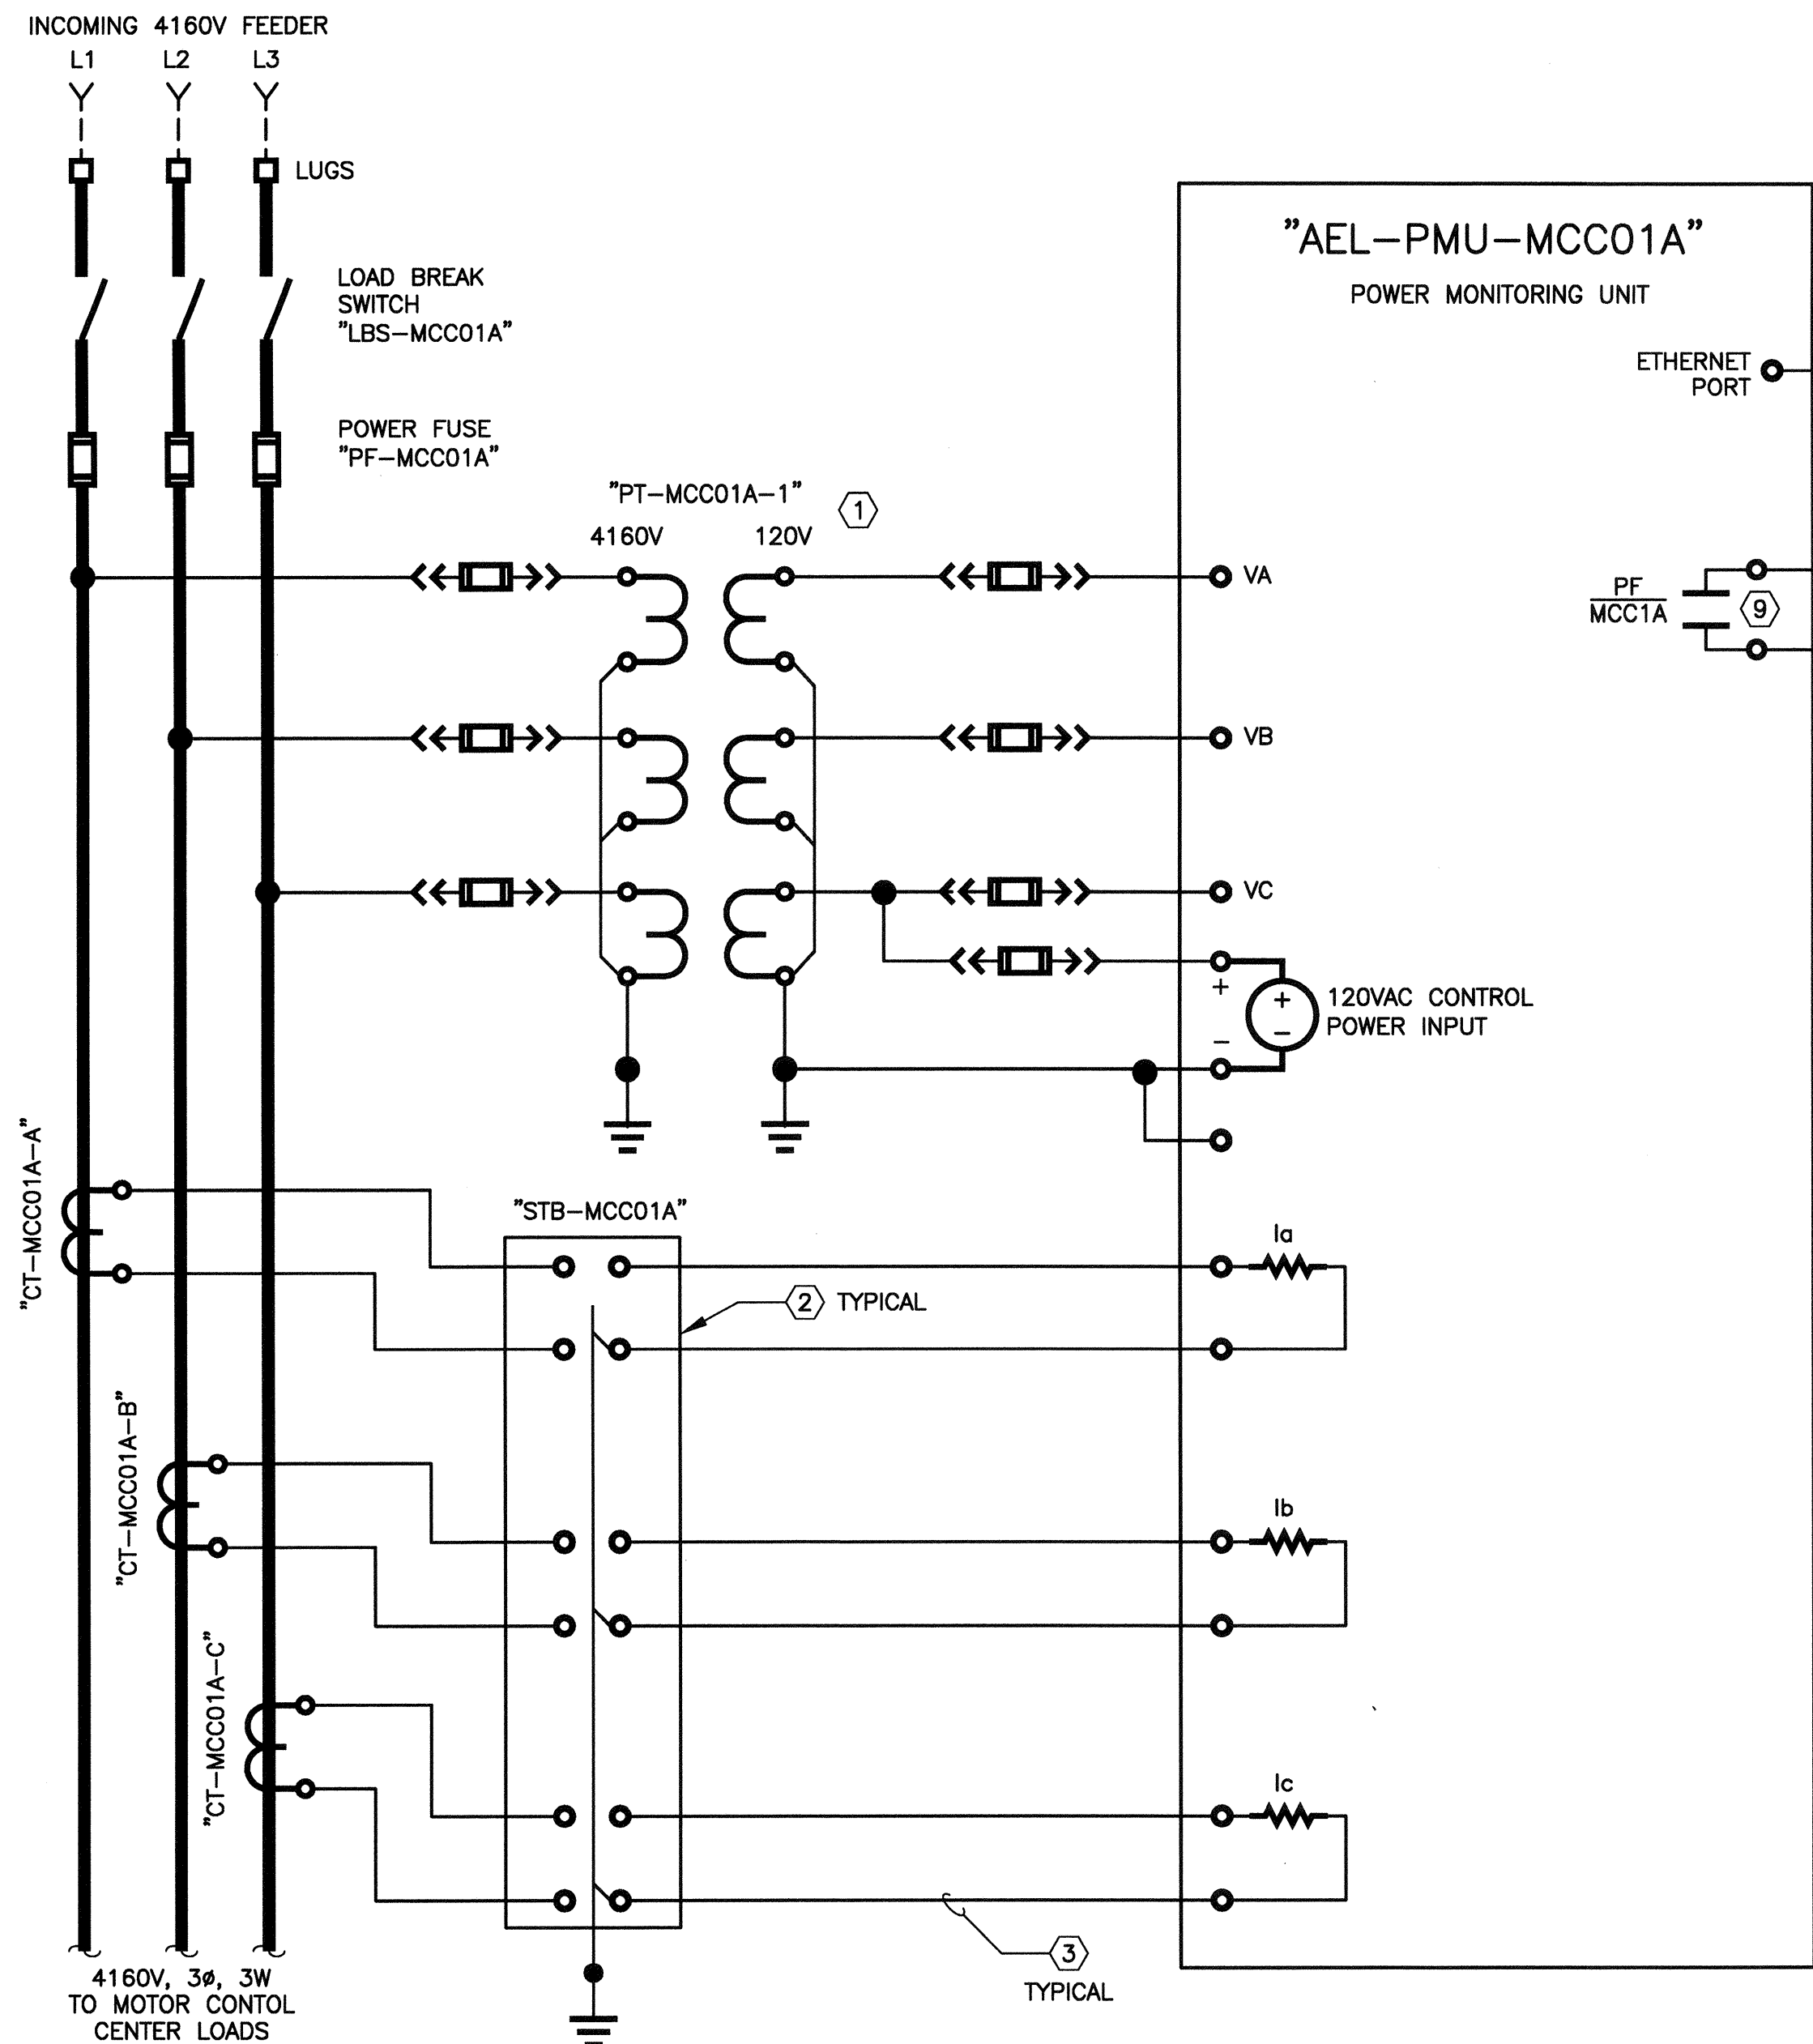 INCOMING 4160V FEEDER
L1 L2 L3
LUGS
LOAD BREAK
SWITCH
"LBS-MCC01A"
POWER FUSE
"PF-MCC01A"
"PT-MCC01A-1"
1
4160V 120V
"AEL-PMU-MCC01A"
POWER MONITORING UNIT
ETHERNET
PORT
PF
MCC1A
9
VA
VB
VC
+
-
+
-
120VAC CONTROL
POWER INPUT
"CT-MCC01A-A"
"CT-MCC01A-B"
"CT-MCC01A-C"
"STB-MCC01A"
2 TYPICAL
Ia
Ib
Ic
3
TYPICAL
4160V, 3ø, 3W
TO MOTOR CONTOL
CENTER LOADS